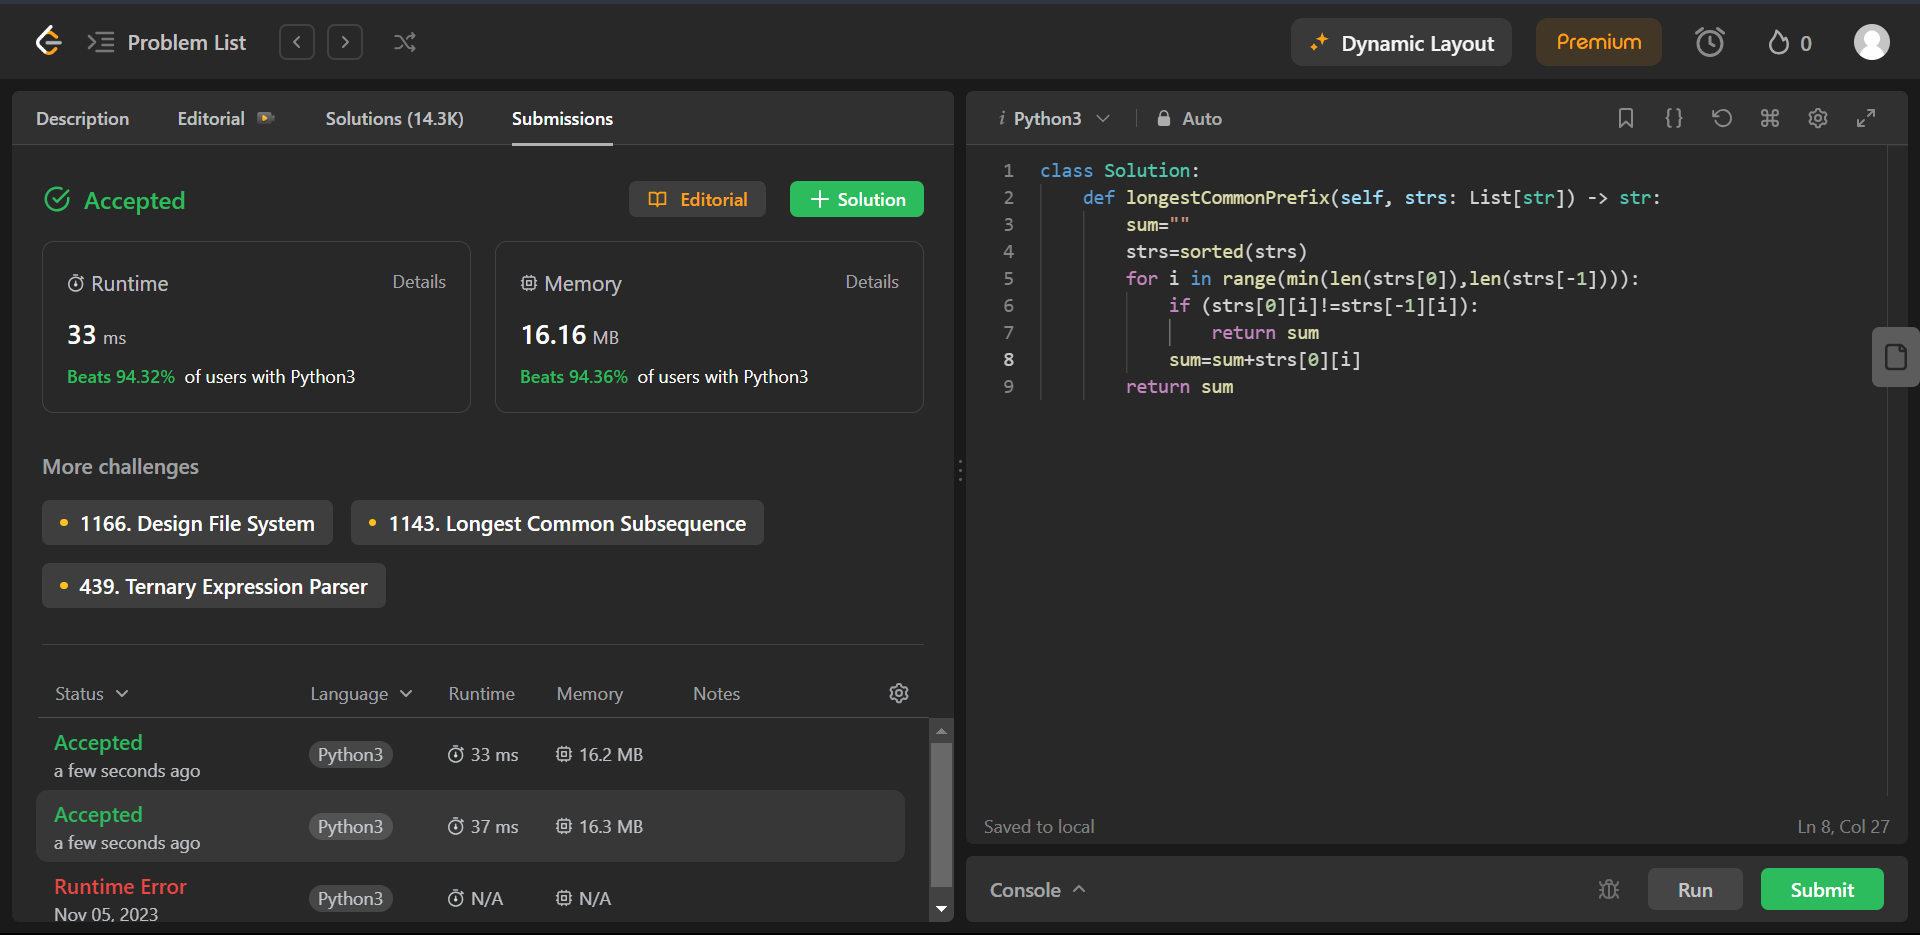 Problem List
Dynamic Layout
Premium
0
Description
Editorial
Solutions (14.3K)
Submissions
Accepted
Editorial
+ Solution
Runtime
Details
33 ms
Beats 94.32% of users with Python3
Memory
Details
16.16 MB
Beats 94.36% of users with Python3
More challenges
1166. Design File System
1143. Longest Common Subsequence
439. Ternary Expression Parser
Status Language Runtime Memory Notes
Accepted
a few seconds ago
Python3 33 ms 16.2 MB
Accepted
a few seconds ago
Python3 37 ms 16.3 MB
Runtime Error
Nov 05, 2023
Python3 N/A N/A
i Python3
Auto
1 class Solution:
2     def longestCommonPrefix(self, strs: List[str]) -> str:
3         sum=""
4         strs=sorted(strs)
5         for i in range(min(len(strs[0]),len(strs[-1]))):
6             if (strs[0][i]!=strs[-1][i]):
7                 return sum
8             sum=sum+strs[0][i]
9         return sum
Saved to local
Ln 8, Col 27
Console
Run
Submit